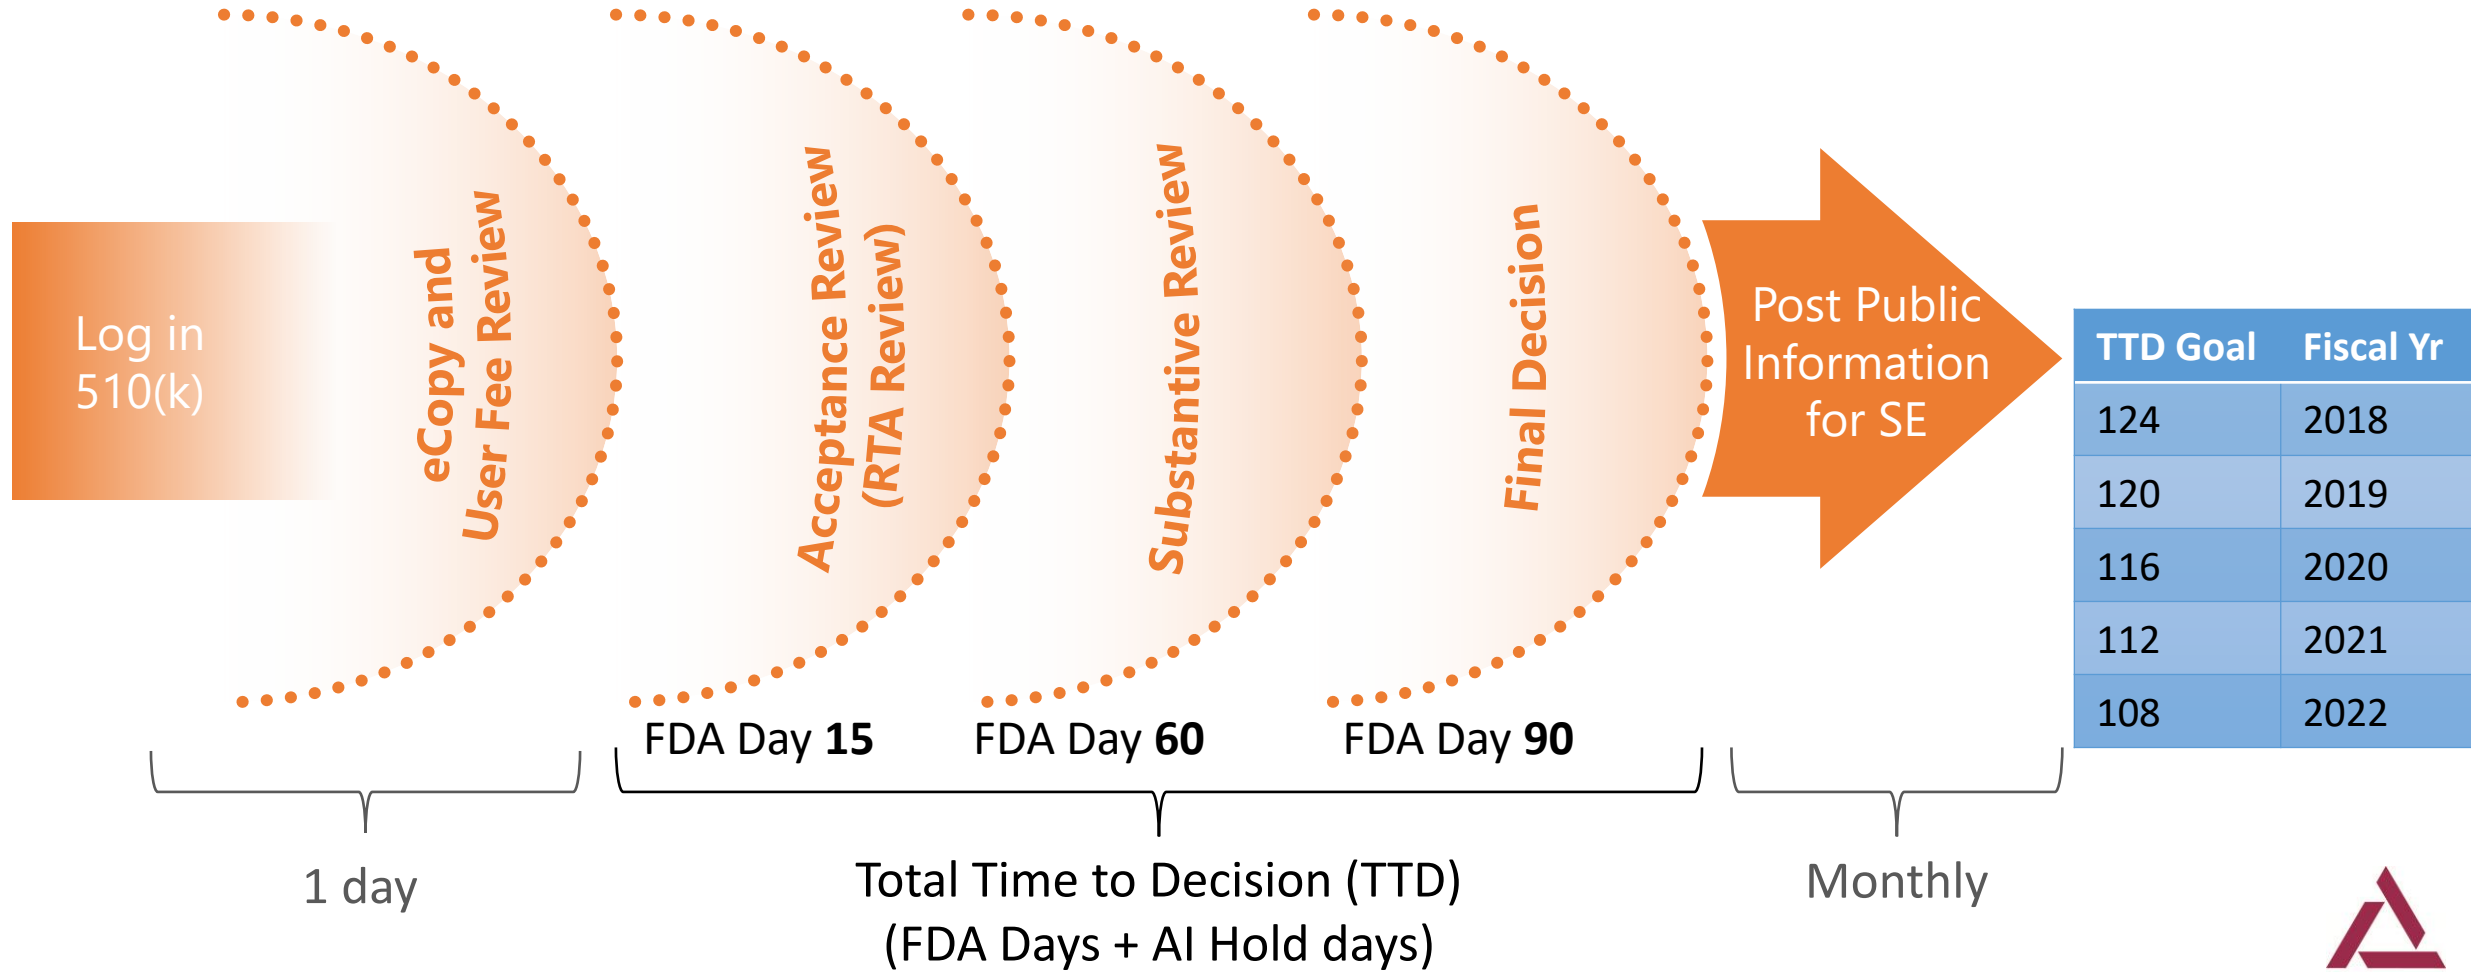 Log in
510(k)
eCopy and
User Fee Review
Acceptance Review
(RTA Review)
Substantive Review
Final Decision
Post Public
Information
for SE
FDA Day 15
FDA Day 60
FDA Day 90
1 day
Total Time to Decision (TTD)
(FDA Days + AI Hold days)
Monthly
TTD Goal Fiscal Yr
124 2018
120 2019
116 2020
112 2021
108 2022